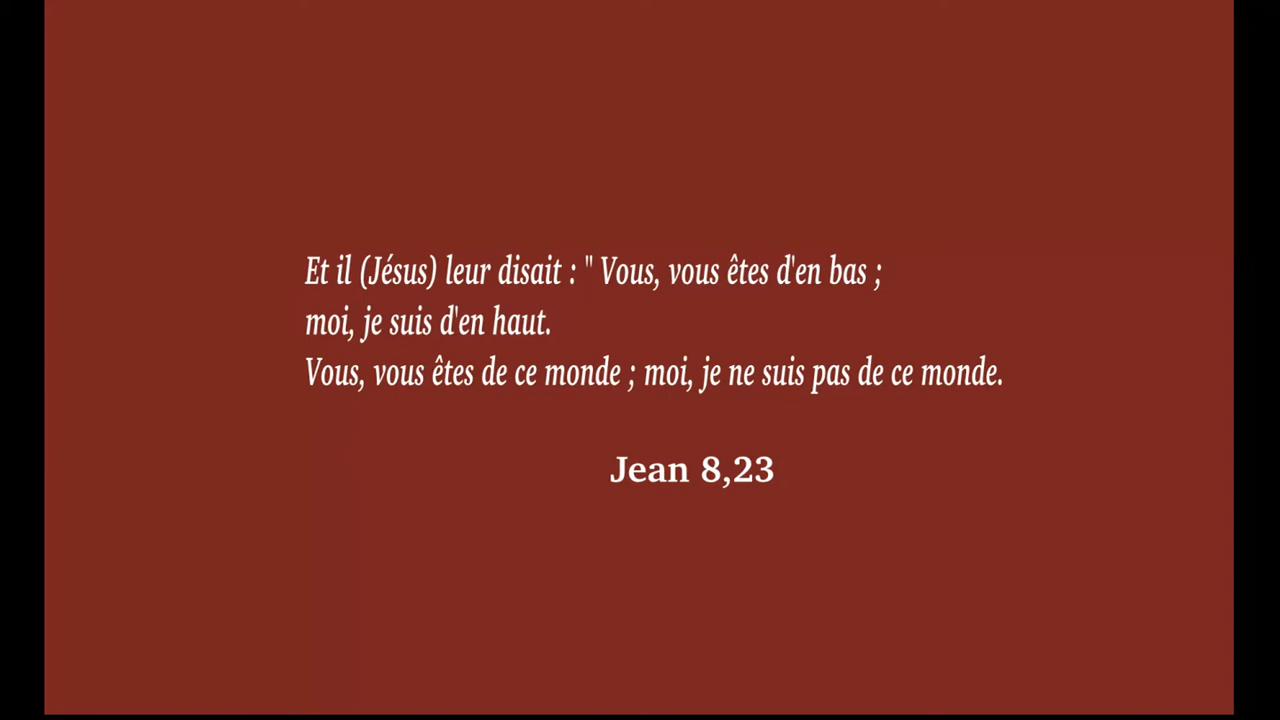 Et il (Jésus) leur disait : " Vous, vous êtes d'en bas ;
moi, je suis d'en haut.
Vous, vous êtes de ce monde ; moi, je ne suis pas de ce monde.
Jean 8,23